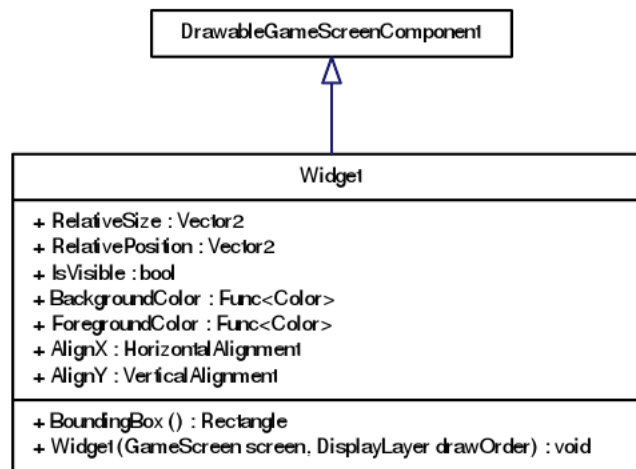 DrawableGameScreenComponent
Widget
+ RelativeSize : Vector2
+ RelativePosition : Vector2
+ IsVisible : bool
+ BackgroundColor : Func<Color>
+ ForegroundColor : Func<Color>
+ AlignX : HorizontalAlignment
+ AlignY : VerticalAlignment
+ BoundingBox () : Rectangle
+ Widget (GameScreen screen, DisplayLayer drawOrder) : void